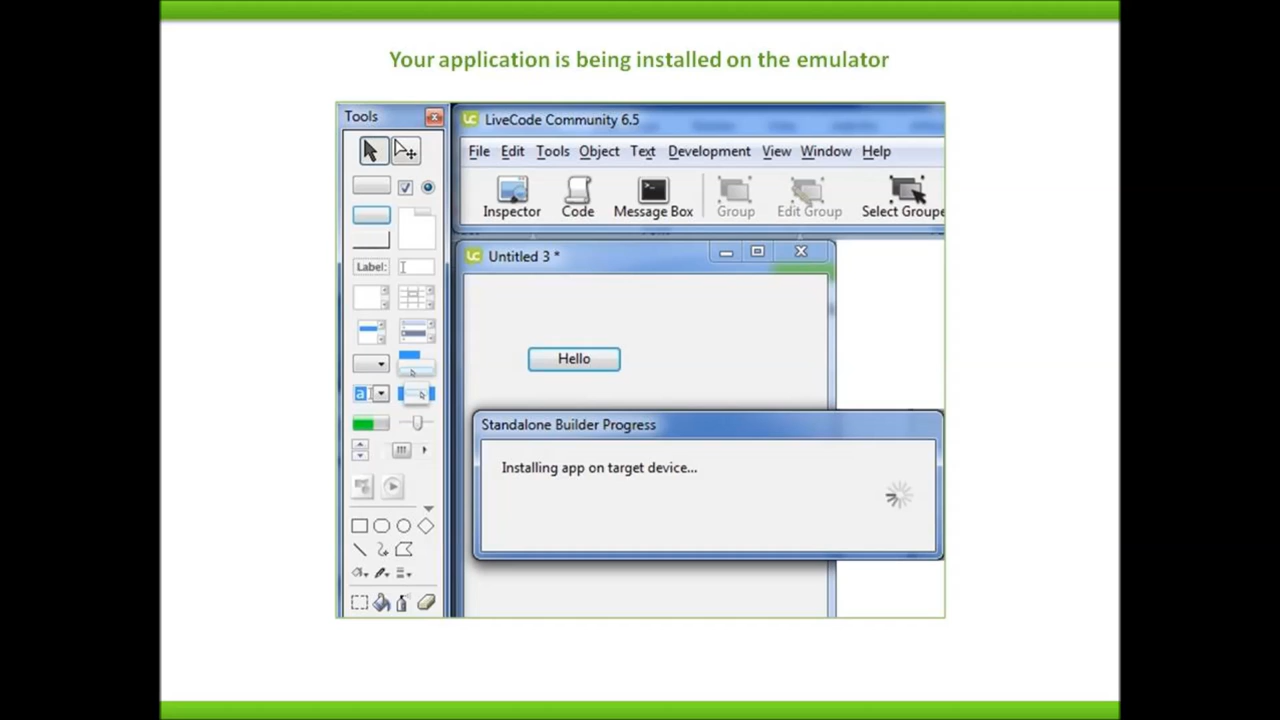 Your application is being installed on the emulator
Tools
LiveCode Community 6.5
File Edit Tools Object Text Development View Window Help
Inspector Code Message Box Group Edit Group Select Groupe
Untitled 3 *
Label:
Hello
a
Standalone Builder Progress
Installing app on target device...